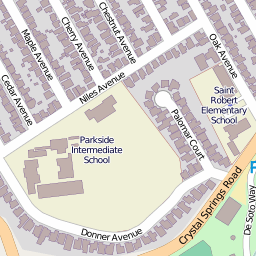 Maple Avenue
Cherry Avenue
Chestnut Avenue
Oak Avenue
Cedar Avenue
Niles Avenue
Saint
Robert
Elementary
School
Palomar Court
Parkside
Intermediate
School
Donner Avenue
Crystal Springs Road
De Soto Way